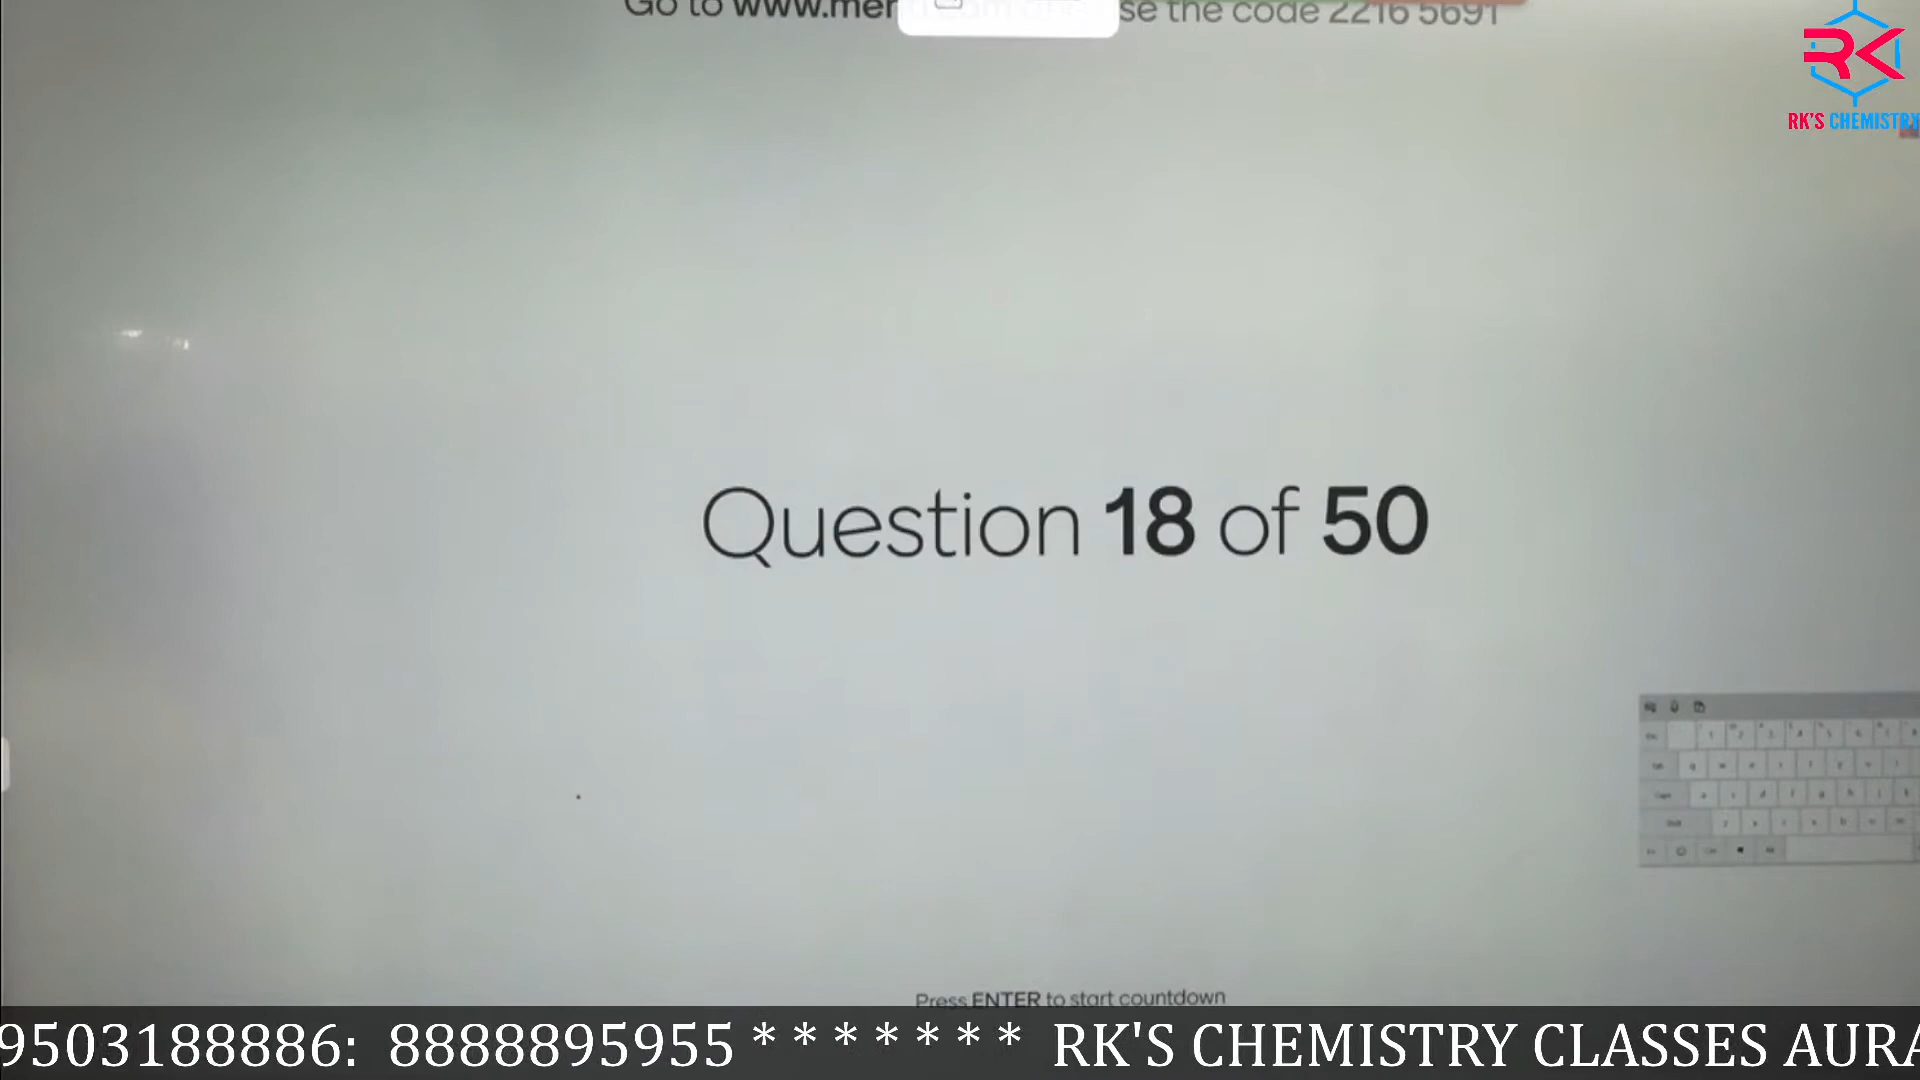 Go to www.mer se the code 2216 5691
RK
RK'S CHEMISTRY
Question 18 of 50
Press ENTER to start countdown
9503188886: 8888895955 * * * * * * * RK'S CHEMISTRY CLASSES AURA